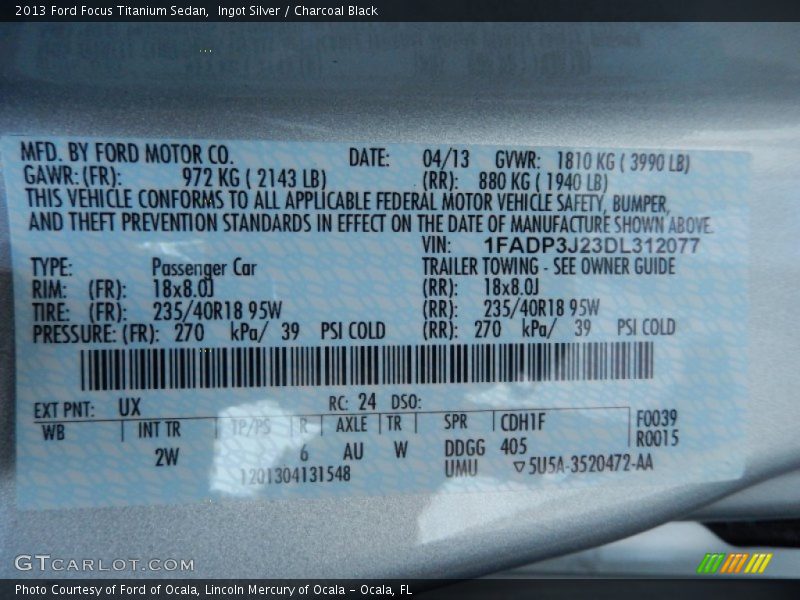 2013 Ford Focus Titanium Sedan,  Ingot Silver / Charcoal Black
MFD. BY FORD MOTOR CO. DATE: 04/13 GVWR: 1810 KG ( 3990 LB)
GAWR: (FR): 972 KG ( 2143 LB) (RR): 880 KG ( 1940 LB)
THIS VEHICLE CONFORMS TO ALL APPLICABLE FEDERAL MOTOR VEHICLE SAFETY, BUMPER,
AND THEFT PREVENTION STANDARDS IN EFFECT ON THE DATE OF MANUFACTURE SHOWN ABOVE.
VIN: 1FADP3J23DL312077
TYPE: Passenger Car TRAILER TOWING - SEE OWNER GUIDE
RIM: (FR): 18x8.0J (RR): 18x8.0J
TIRE: (FR): 235/40R18 95W (RR): 235/40R18 95W
PRESSURE: (FR): 270 kPa/ 39 PSI COLD (RR): 270 kPa/ 39 PSI COLD
EXT PNT: UX RC: 24 DSO:
WB INT TR TP/PS R AXLE TR SPR CDH1F F0039
R0015
2W 6 AU W DDGG 405
1201304131548 UMU ▽5U5A-3520472-AA
GTCARLOT.COM
Photo Courtesy of Ford of Ocala, Lincoln Mercury of Ocala - Ocala, FL